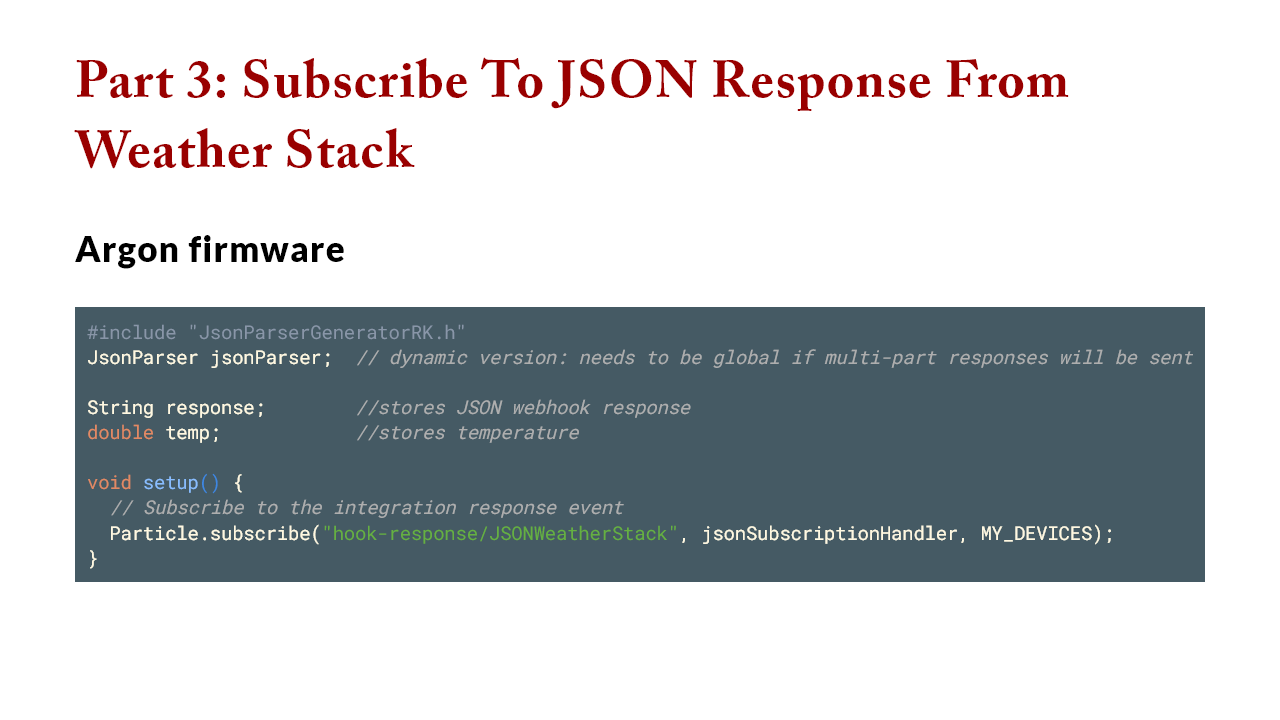 Part 3: Subscribe To JSON Response From
Weather Stack
Argon firmware
#include "JsonParserGeneratorRK.h"
JsonParser jsonParser;  // dynamic version: needs to be global if multi-part responses will be sent
String response;        //stores JSON webhook response
double temp;            //stores temperature
void setup() {
  // Subscribe to the integration response event
  Particle.subscribe("hook-response/JSONWeatherStack", jsonSubscriptionHandler, MY_DEVICES);
}